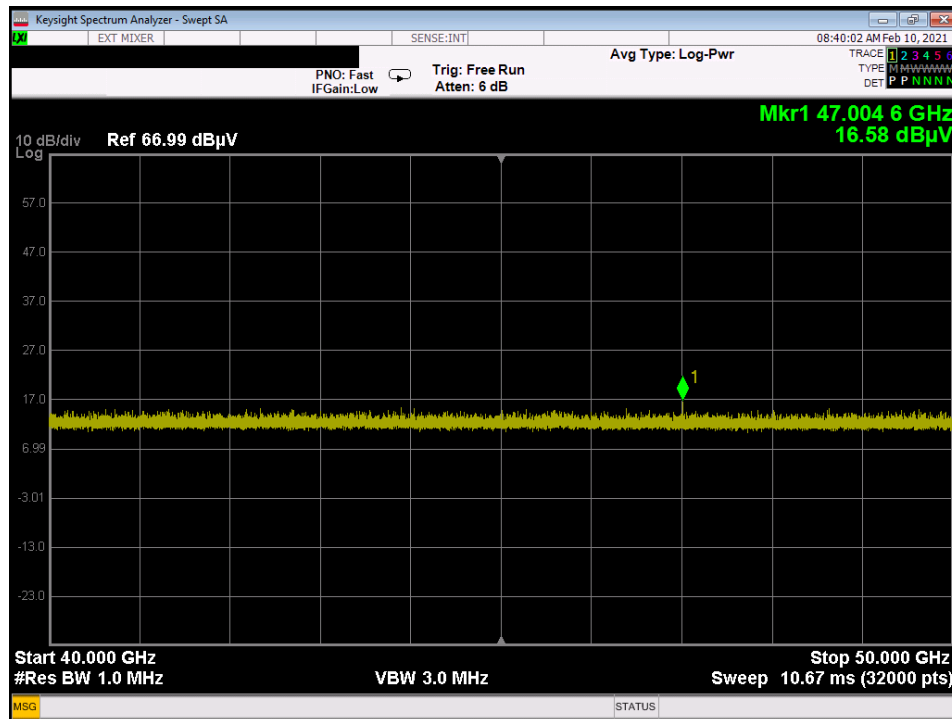 Keysight Spectrum Analyzer - Swept SA
LXI EXT MIXER SENSE:INT 08:40:02 AM Feb 10, 2021
Avg Type: Log-Pwr TRACE 1 2 3 4 5 6
PNO: Fast Trig: Free Run TYPE M M W W W W
IFGain:Low Atten: 6 dB DET P P N N N N
Mkr1 47.004 6 GHz
16.58 dBµV
10 dB/div Ref 66.99 dBµV
Log
57.0
47.0
37.0
27.0
1
17.0
6.99
-3.01
-13.0
-23.0
Start 40.000 GHz Stop 50.000 GHz
#Res BW 1.0 MHz VBW 3.0 MHz Sweep 10.67 ms (32000 pts)
MSG STATUS